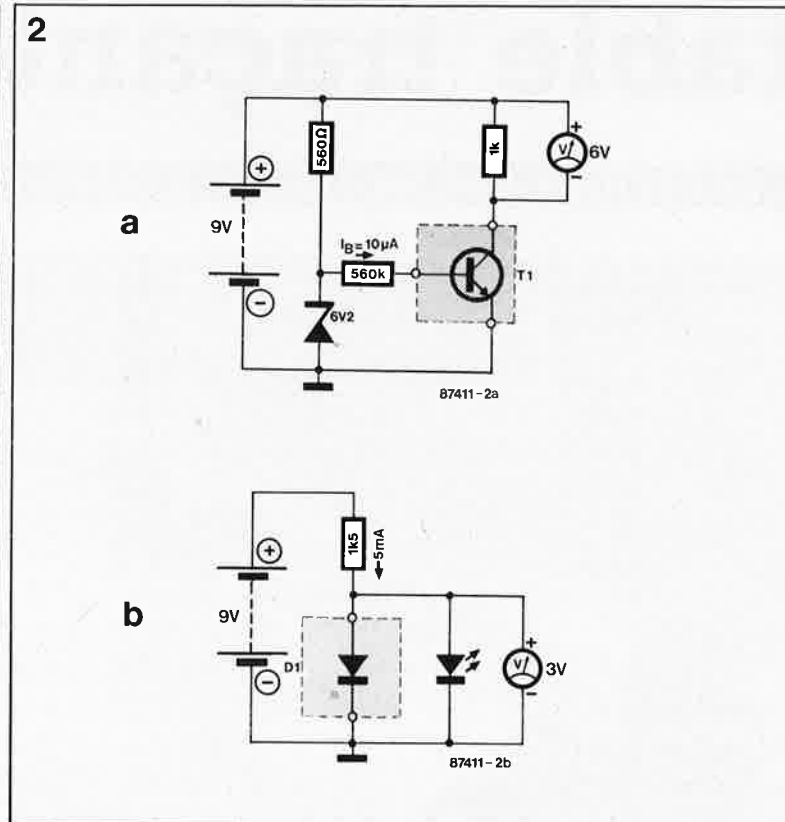 2
a
9V
+
−
560Ω
I_B=10µA
560k
6V2
1k
V
+
−
6V
T1
87411-2a
b
9V
+
−
1k5
5mA
D1
V
+
−
3V
87411-2b